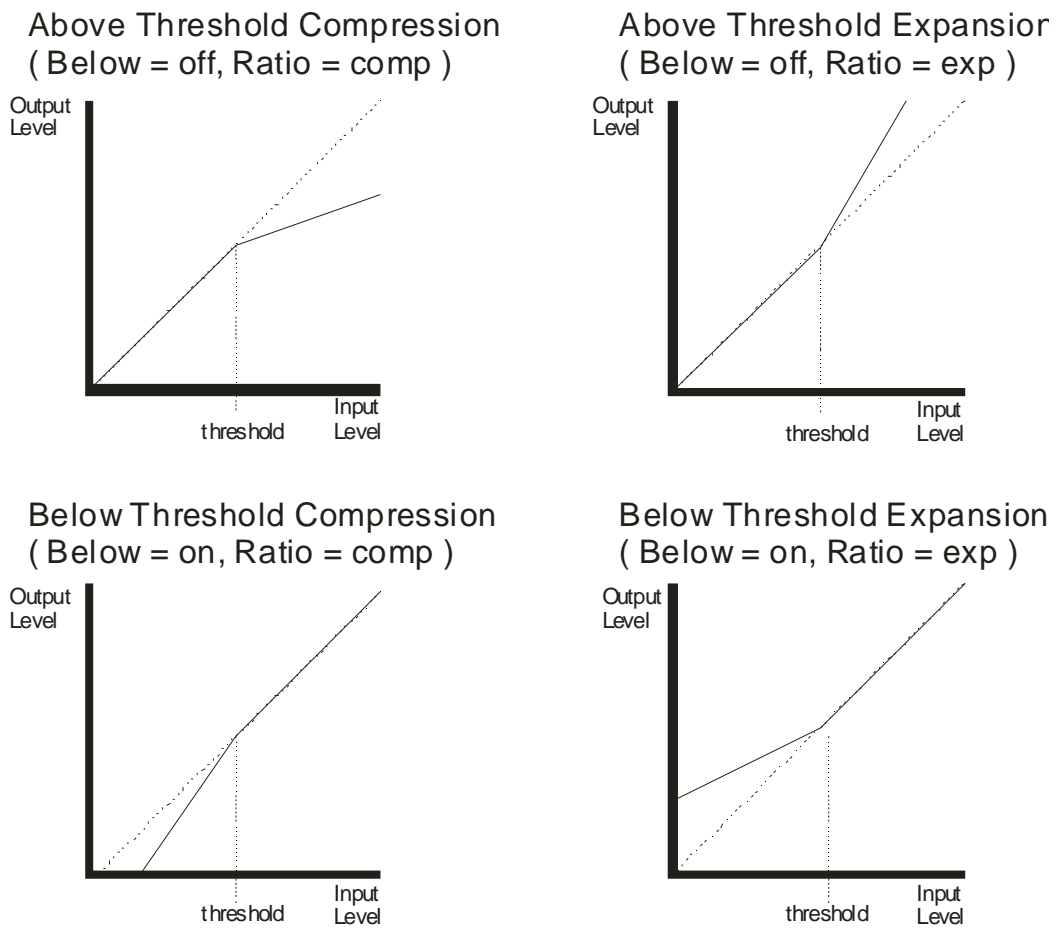 Above Threshold Compression
( Below = off, Ratio = comp )
Output
Level
Input
Level
threshold
Above Threshold Expansion
( Below = off, Ratio = exp )
Output
Level
Input
Level
threshold
Below Threshold Compression
( Below = on, Ratio = comp )
Output
Level
Input
Level
threshold
Below Threshold Expansion
( Below = on, Ratio = exp )
Output
Level
Input
Level
threshold